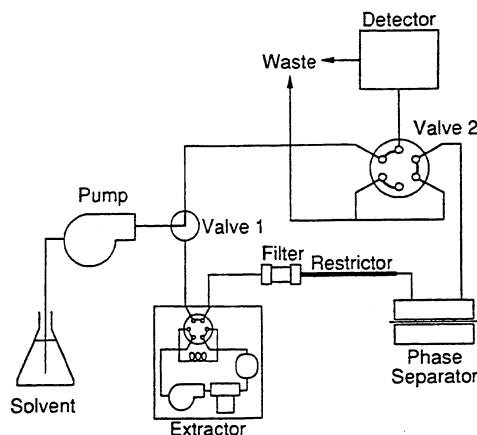 Detector
Waste
Valve 2
Pump
Valve 1
Filter
Restrictor
Solvent
Extractor
Phase
Separator